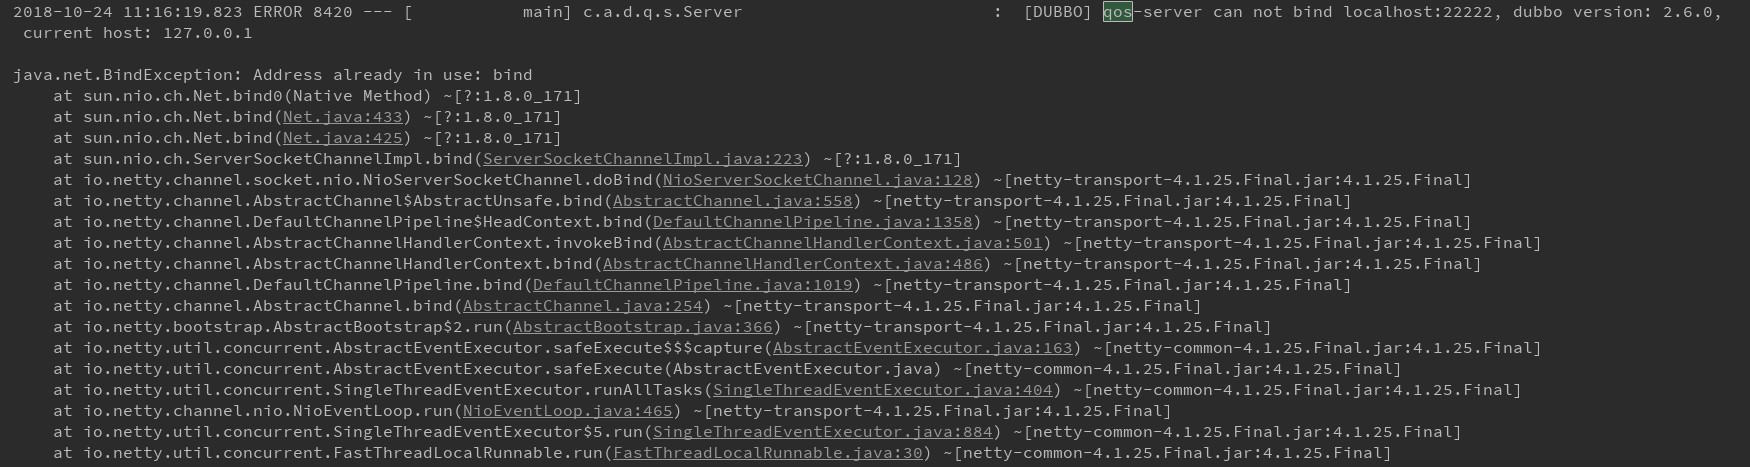 2018-10-24 11:16:19.823 ERROR 8420 --- [           main] c.a.d.q.s.Server                         :  [DUBBO] qos-server can not bind localhost:22222, dubbo version: 2.6.0,
 current host: 127.0.0.1
java.net.BindException: Address already in use: bind
    at sun.nio.ch.Net.bind0(Native Method) ~[?:1.8.0_171]
    at sun.nio.ch.Net.bind(Net.java:433) ~[?:1.8.0_171]
    at sun.nio.ch.Net.bind(Net.java:425) ~[?:1.8.0_171]
    at sun.nio.ch.ServerSocketChannelImpl.bind(ServerSocketChannelImpl.java:223) ~[?:1.8.0_171]
    at io.netty.channel.socket.nio.NioServerSocketChannel.doBind(NioServerSocketChannel.java:128) ~[netty-transport-4.1.25.Final.jar:4.1.25.Final]
    at io.netty.channel.AbstractChannel$AbstractUnsafe.bind(AbstractChannel.java:558) ~[netty-transport-4.1.25.Final.jar:4.1.25.Final]
    at io.netty.channel.DefaultChannelPipeline$HeadContext.bind(DefaultChannelPipeline.java:1358) ~[netty-transport-4.1.25.Final.jar:4.1.25.Final]
    at io.netty.channel.AbstractChannelHandlerContext.invokeBind(AbstractChannelHandlerContext.java:501) ~[netty-transport-4.1.25.Final.jar:4.1.25.Final]
    at io.netty.channel.AbstractChannelHandlerContext.bind(AbstractChannelHandlerContext.java:486) ~[netty-transport-4.1.25.Final.jar:4.1.25.Final]
    at io.netty.channel.DefaultChannelPipeline.bind(DefaultChannelPipeline.java:1019) ~[netty-transport-4.1.25.Final.jar:4.1.25.Final]
    at io.netty.channel.AbstractChannel.bind(AbstractChannel.java:254) ~[netty-transport-4.1.25.Final.jar:4.1.25.Final]
    at io.netty.bootstrap.AbstractBootstrap$2.run(AbstractBootstrap.java:366) ~[netty-transport-4.1.25.Final.jar:4.1.25.Final]
    at io.netty.util.concurrent.AbstractEventExecutor.safeExecute$$$capture(AbstractEventExecutor.java:163) ~[netty-common-4.1.25.Final.jar:4.1.25.Final]
    at io.netty.util.concurrent.AbstractEventExecutor.safeExecute(AbstractEventExecutor.java) ~[netty-common-4.1.25.Final.jar:4.1.25.Final]
    at io.netty.util.concurrent.SingleThreadEventExecutor.runAllTasks(SingleThreadEventExecutor.java:404) ~[netty-common-4.1.25.Final.jar:4.1.25.Final]
    at io.netty.channel.nio.NioEventLoop.run(NioEventLoop.java:465) ~[netty-transport-4.1.25.Final.jar:4.1.25.Final]
    at io.netty.util.concurrent.SingleThreadEventExecutor$5.run(SingleThreadEventExecutor.java:884) ~[netty-common-4.1.25.Final.jar:4.1.25.Final]
    at io.netty.util.concurrent.FastThreadLocalRunnable.run(FastThreadLocalRunnable.java:30) ~[netty-common-4.1.25.Final.jar:4.1.25.Final]